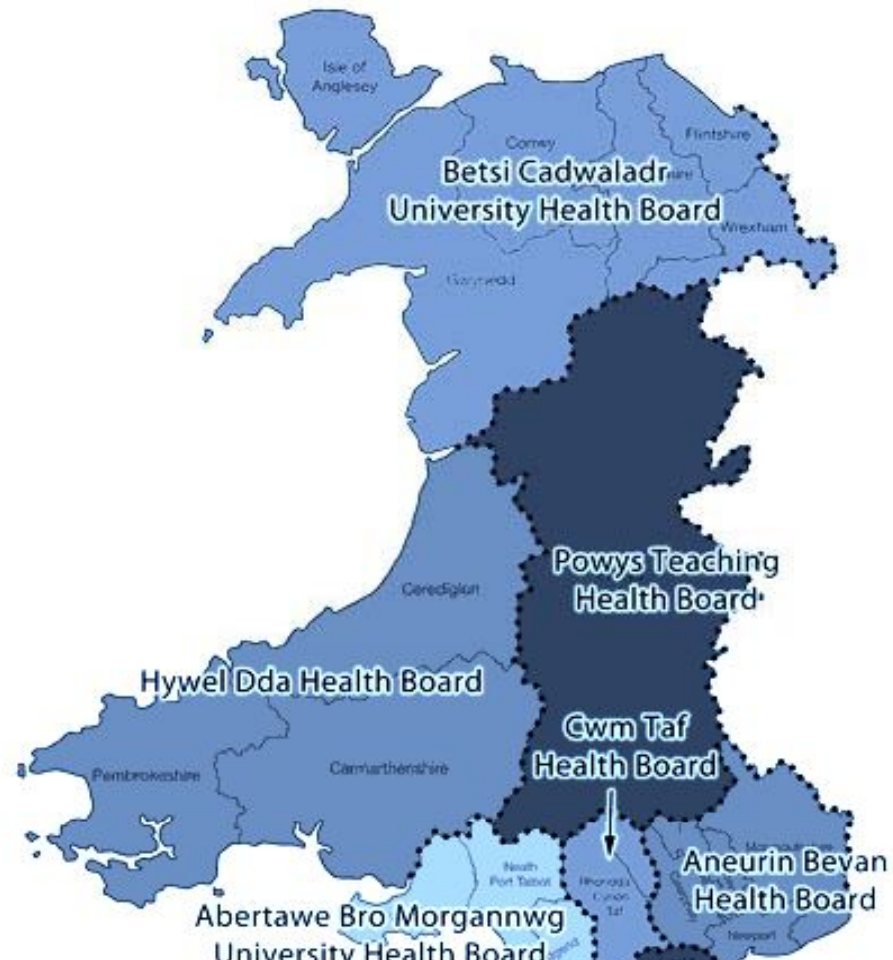 Isle of
Anglesey
Conwy
Flintshire
Betsi Cadwaladr
University Health Board
Wrexham
Gwynedd
Powys Teaching
Health Board
Ceredigion
Hywel Dda Health Board
Cwm Taf
Health Board
Pembrokeshire
Carmarthenshire
Neath
Port Talbot
Rhondda
Cynon
Taf
Aneurin Bevan
Health Board
Abertawe Bro Morgannwg
University Health Board
Newport